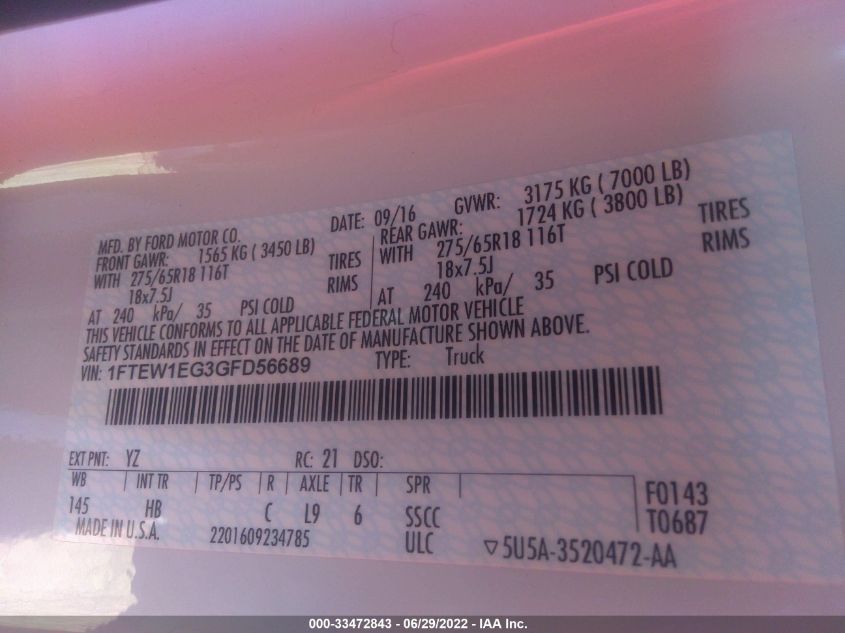 MFD. BY FORD MOTOR CO.
DATE: 09/16
GVWR: 3175 KG ( 7000 LB)
FRONT GAWR: 1565 KG ( 3450 LB)
WITH 275/65R18 116T TIRES
18x7.5J RIMS
AT 240 kPa/ 35 PSI COLD
REAR GAWR: 1724 KG ( 3800 LB)
WITH 275/65R18 116T TIRES
18x7.5J RIMS
AT 240 kPa/ 35 PSI COLD
THIS VEHICLE CONFORMS TO ALL APPLICABLE FEDERAL MOTOR VEHICLE
SAFETY STANDARDS IN EFFECT ON THE DATE OF MANUFACTURE SHOWN ABOVE.
VIN: 1FTEW1EG3GFD56689 TYPE: Truck
EXT PNT: YZ RC: 21 DSO:
WB INT TR TP/PS R AXLE TR SPR
145 HB C L9 6 SSCC
F0143
T0687
MADE IN U.S.A. 2201609234785 ULC ▽5U5A-3520472-AA
000-33472843 - 06/29/2022 - IAA Inc.